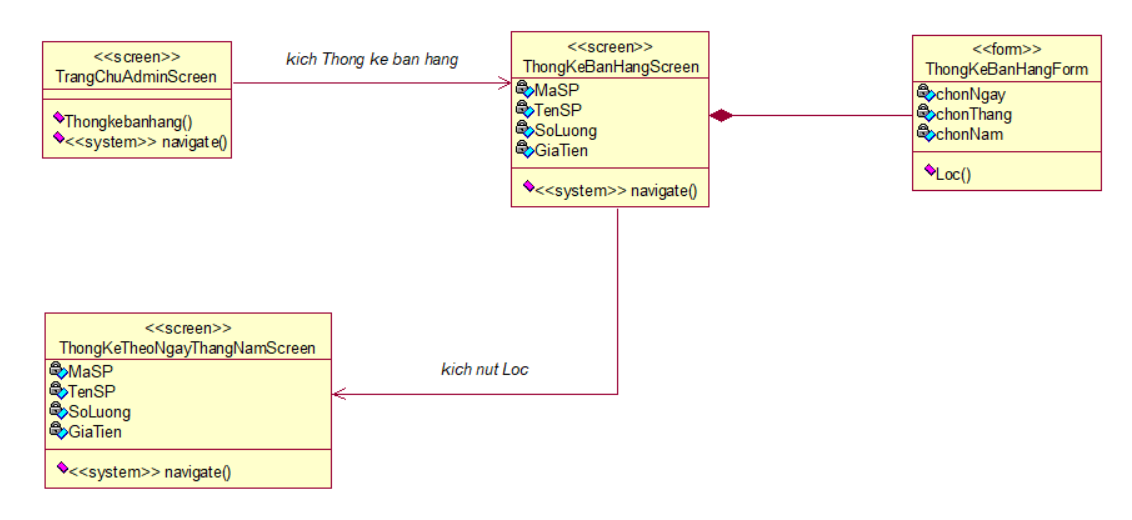 <<screen>>
TrangChuAdminScreen
Thongkebanhang()
<<system>> navigate()
kich Thong ke ban hang
<<screen>>
ThongKeBanHangScreen
MaSP
TenSP
SoLuong
GiaTien
<<system>> navigate()
<<form>>
ThongKeBanHangForm
chonNgay
chonThang
chonNam
Loc()
<<screen>>
ThongKeTheoNgayThangNamScreen
MaSP
TenSP
SoLuong
GiaTien
<<system>> navigate()
kich nut Loc